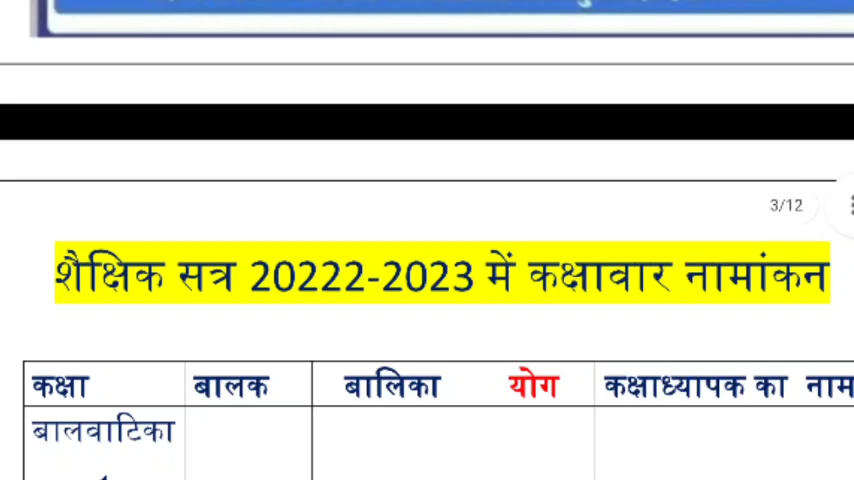 3/12
शैक्षिक सत्र 20222-2023 में कक्षावार नामांकन
कक्षा बालक बालिका योग कक्षाध्यापक का नाम
बालवाटिका